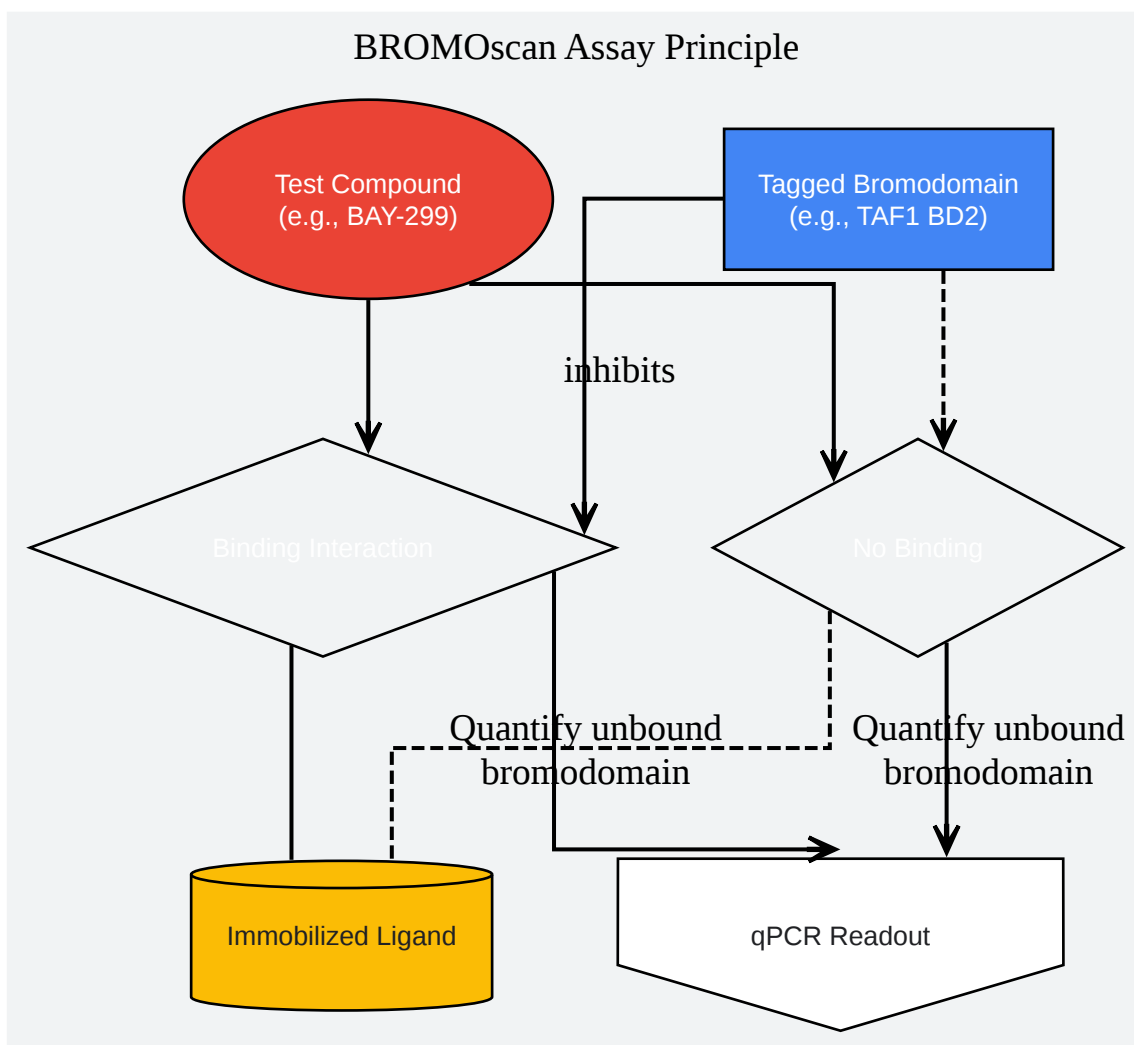 BROMOscan Assay Principle
Test Compound
(e.g., BAY-299)
Tagged Bromodomain
(e.g., TAF1 BD2)
inhibits
Binding Interaction
No Binding
Quantify unbound
bromodomain
Quantify unbound
bromodomain
Immobilized Ligand
qPCR Readout